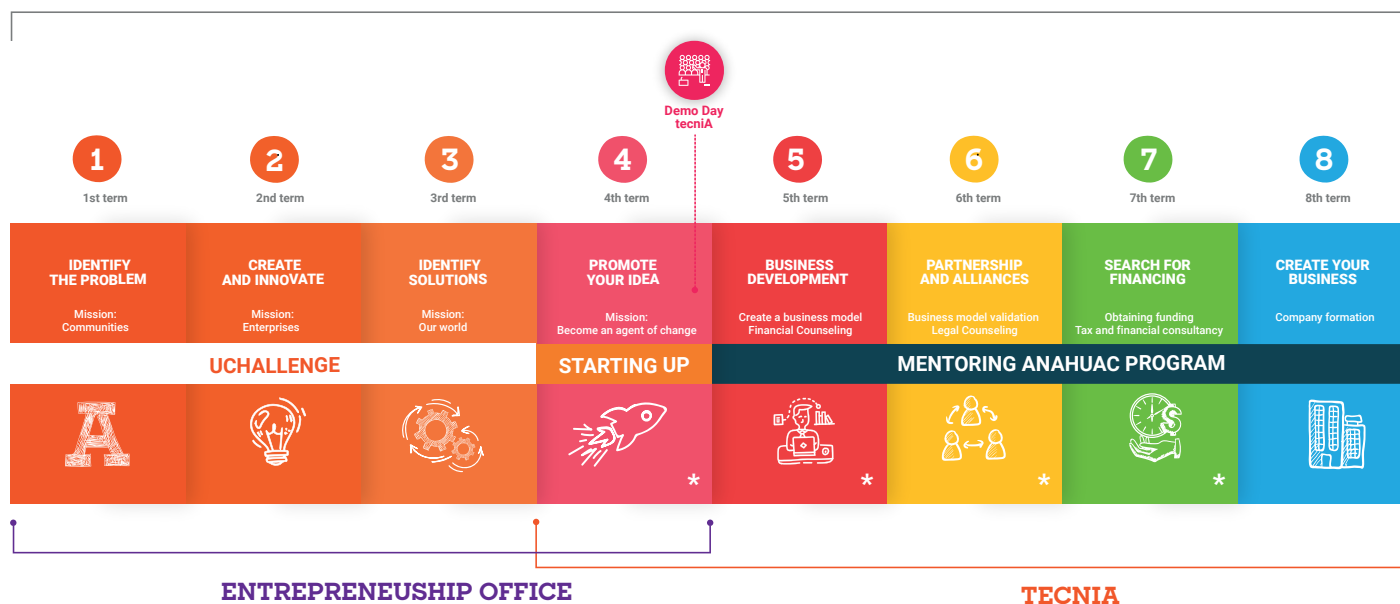 Demo Day
tecniA
1
2
3
4
5
6
7
8
1st term
2nd term
3rd term
4th term
5th term
6th term
7th term
8th term
IDENTIFY
THE PROBLEM
Mission:
Communities
CREATE
AND INNOVATE
Mission:
Enterprises
IDENTIFY
SOLUTIONS
Mission:
Our world
PROMOTE
YOUR IDEA
Mission:
Become an agent of change
BUSINESS
DEVELOPMENT
Create a business model
Financial Counseling
PARTNERSHIP
AND ALLIANCES
Business model validation
Legal Counseling
SEARCH FOR
FINANCING
Obtaining funding
Tax and financial consultancy
CREATE YOUR
BUSINESS
Company formation
UCHALLENGE
STARTING UP
MENTORING ANAHUAC PROGRAM
A
$
*
*
*
*
ENTREPRENEUSHIP OFFICE
TECNIA